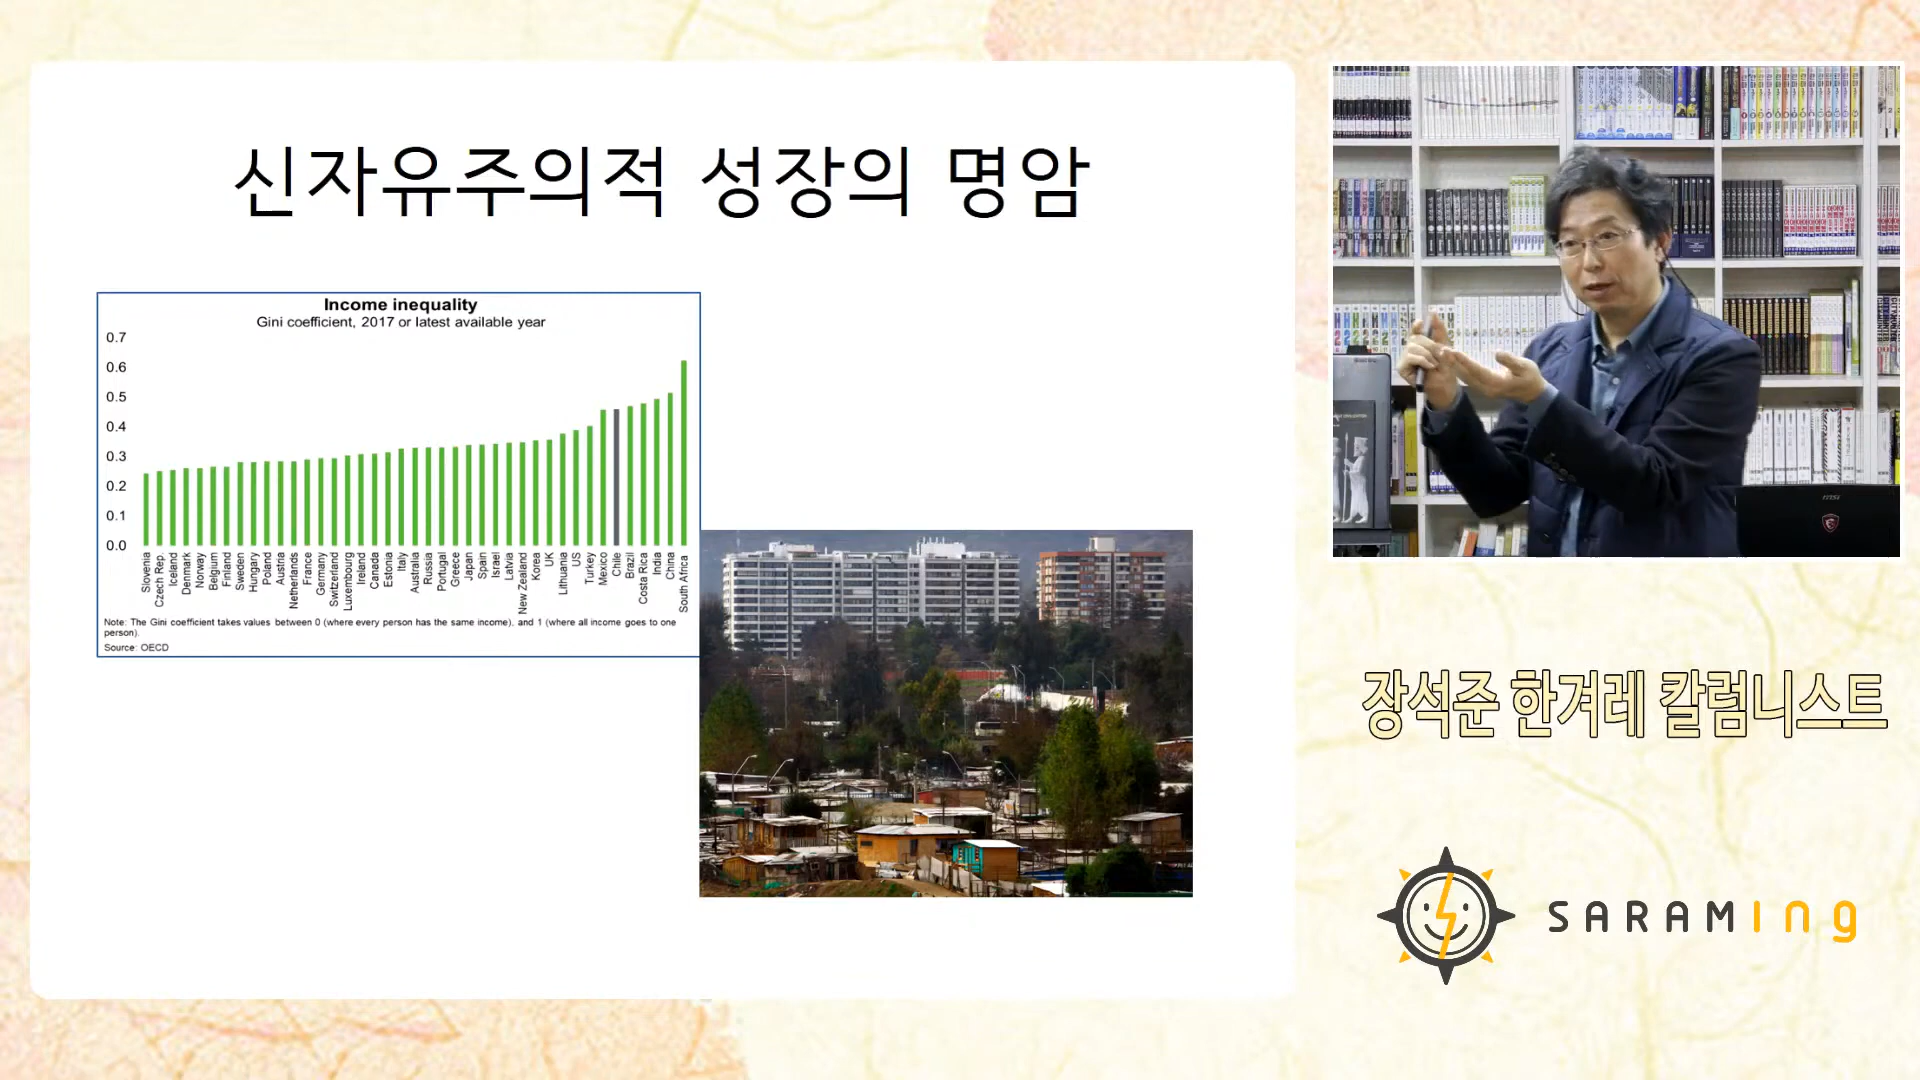 신자유주의적 성장의 명암
Income inequality
Gini coefficient, 2017 or latest available year
0.7
0.6
0.5
0.4
0.3
0.2
0.1
0.0
Slovenia
Czech Rep.
Iceland
Denmark
Norway
Belgium
Finland
Sweden
Hungary
Poland
Austria
Netherlands
France
Germany
Switzerland
Luxembourg
Ireland
Canada
Estonia
Italy
Australia
Russia
Portugal
Greece
Japan
Spain
Israel
Latvia
New Zealand
Korea
UK
Lithuania
US
Turkey
Mexico
Chile
Brazil
Costa Rica
India
China
South Africa
Note: The Gini coefficient takes values between 0 (where every person has the same income), and 1 (where all income goes to one
person).
Source: OECD
msi
장석준 한겨레 칼럼니스트
SARAMIng